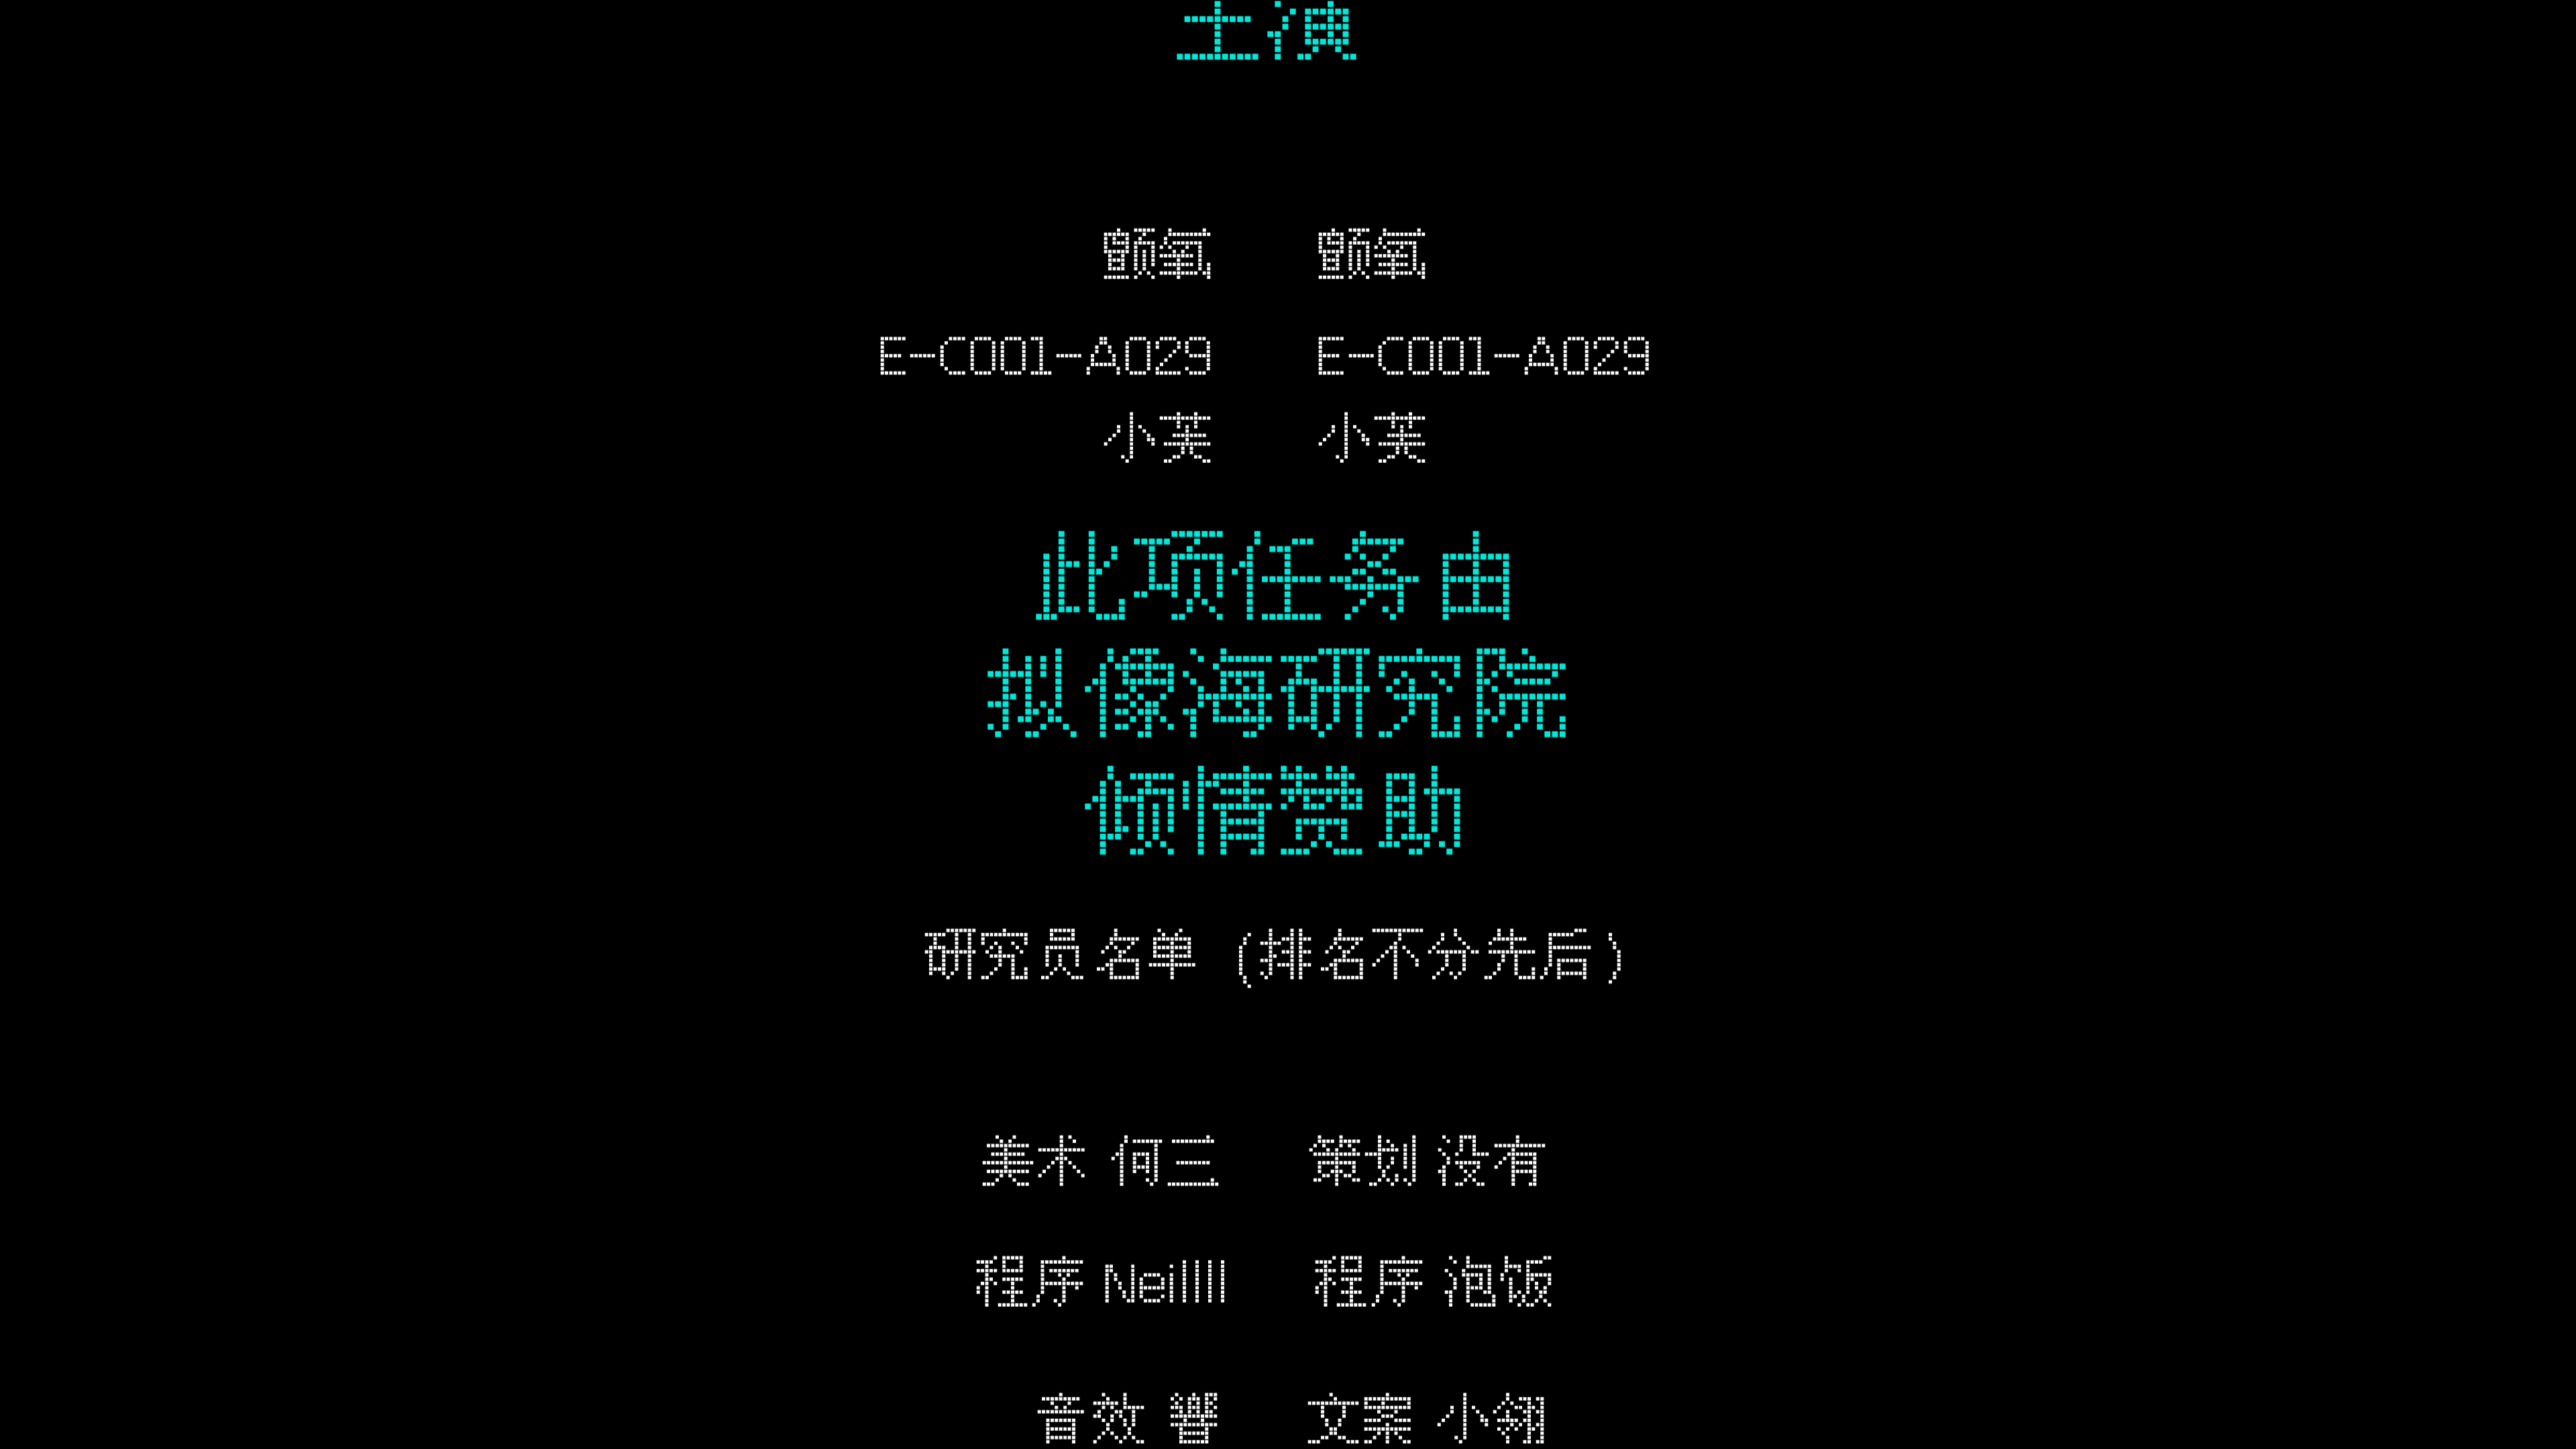 主演
颤氧 颤氧
E-C001-A029 E-C001-A029
小芙 小芙
此项任务由
拟像海研究院
倾情赞助
研究员名单 (排名不分先后)
美术 何三 策划 没有
程序 Neillll 程序 泡饭
音效 響 文案 小翎